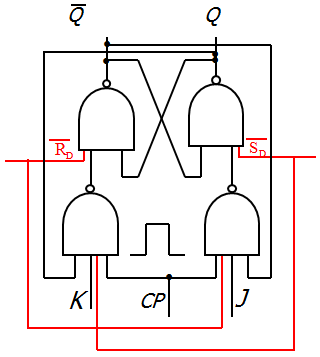 Q̅ Q
R̅D S̅D
K CP J